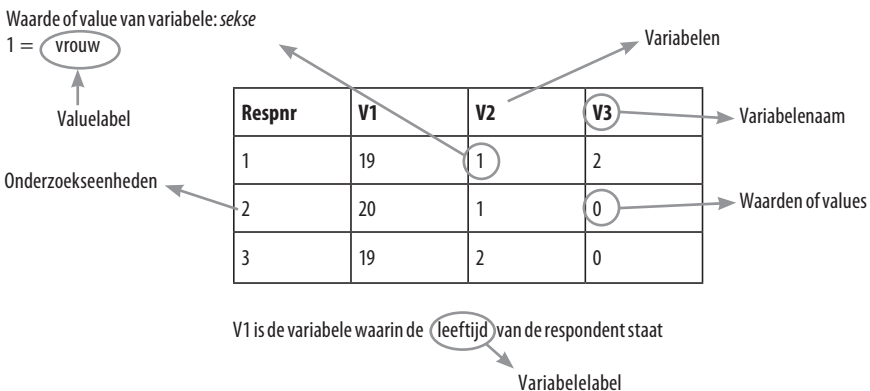 Waarde of value van variabele: sekse
1 = vrouw
Valuelabel
Variabelen
Respnr V1 V2 V3
Variabelenaam
1 19 1 2
Onderzoekseenheden
2 20 1 0
Waarden of values
3 19 2 0
V1 is de variabele waarin de leeftijd van de respondent staat
Variabelelabel